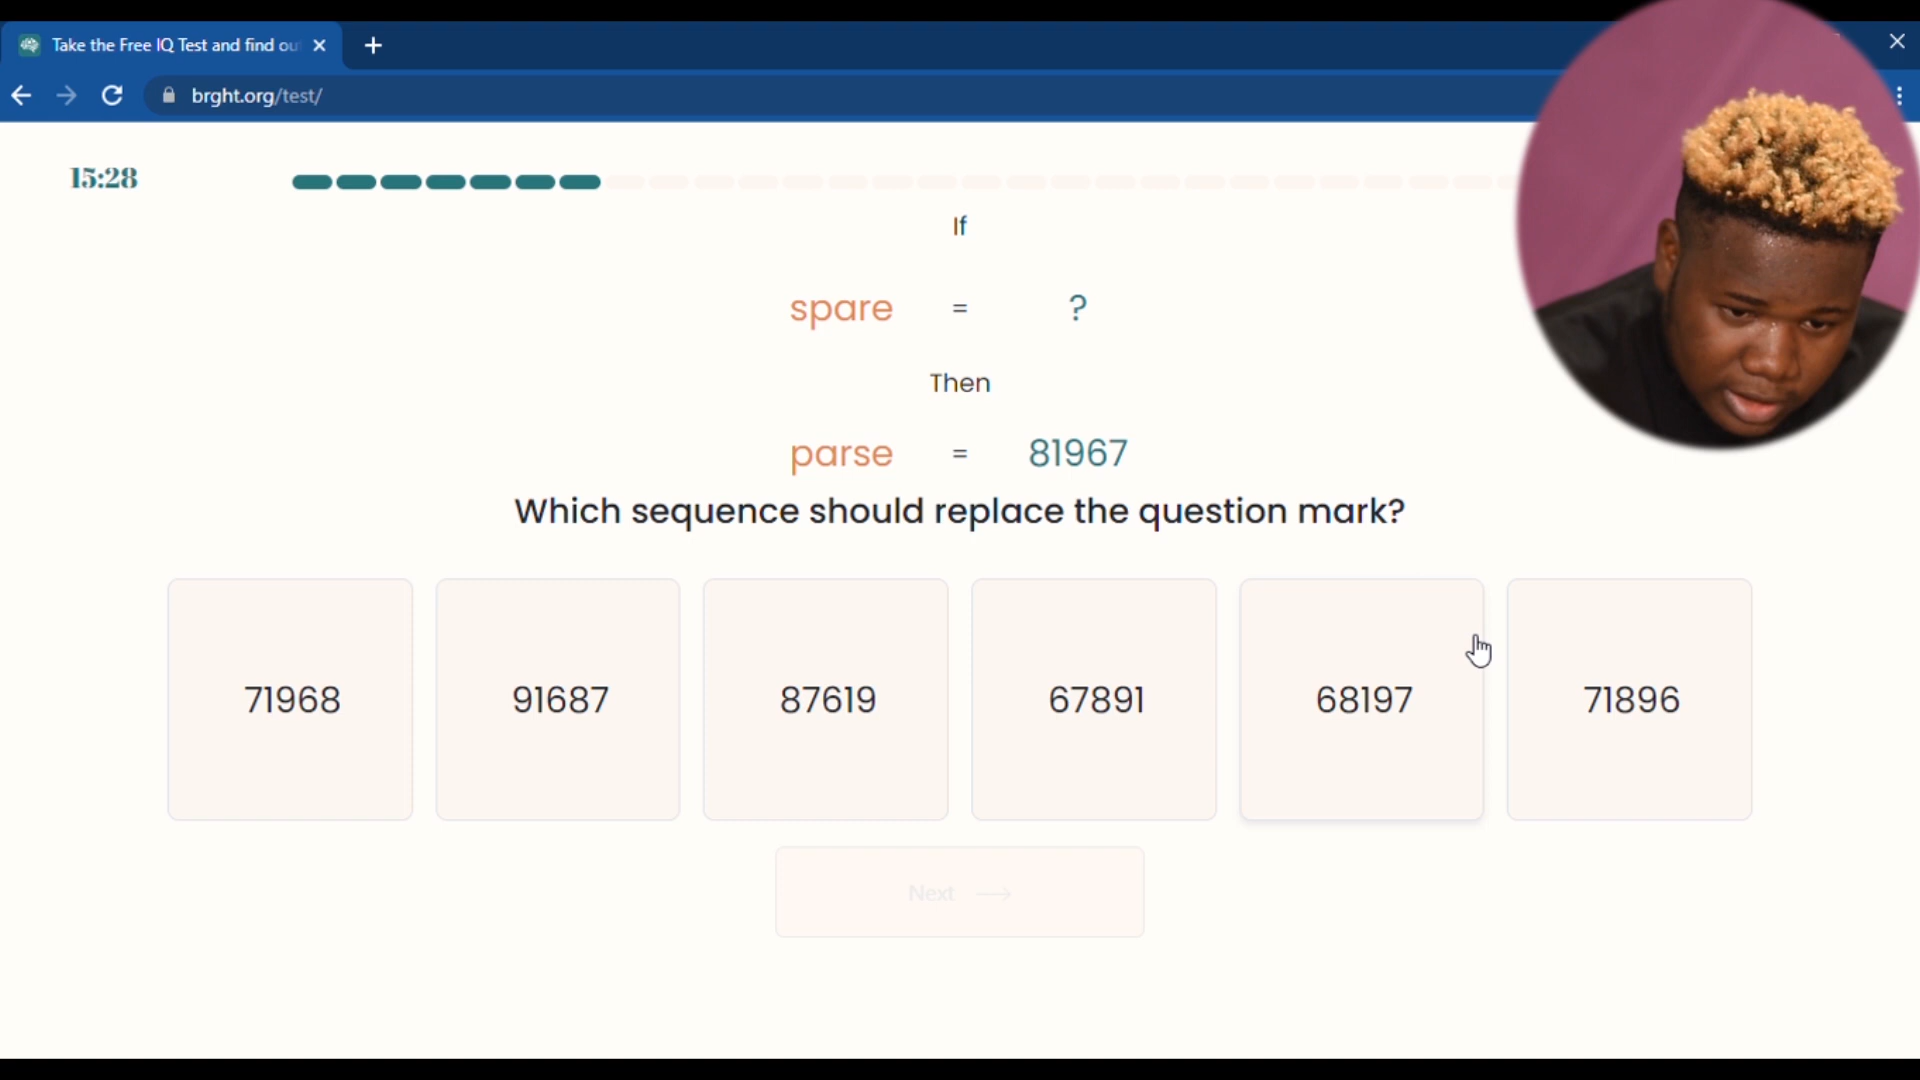 Take the Free IQ Test and find ou
brght.org/test/
15:28
If
spare = ?
Then
parse = 81967
Which sequence should replace the question mark?
71968 91687 87619 67891 68197 71896
Next